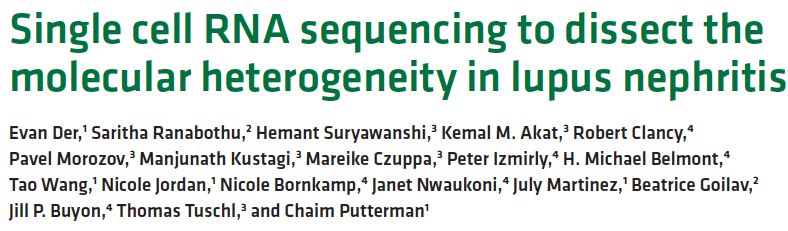 Single cell RNA sequencing to dissect the
molecular heterogeneity in lupus nephritis
Evan Der,¹ Saritha Ranabothu,² Hemant Suryawanshi,³ Kemal M. Akat,³ Robert Clancy,⁴
Pavel Morozov,³ Manjunath Kustagi,³ Mareike Czuppa,³ Peter Izmirly,⁴ H. Michael Belmont,⁴
Tao Wang,¹ Nicole Jordan,¹ Nicole Bornkamp,⁴ Janet Nwaukoni,⁴ July Martinez,¹ Beatrice Goilav,²
Jill P. Buyon,⁴ Thomas Tuschl,³ and Chaim Putterman¹